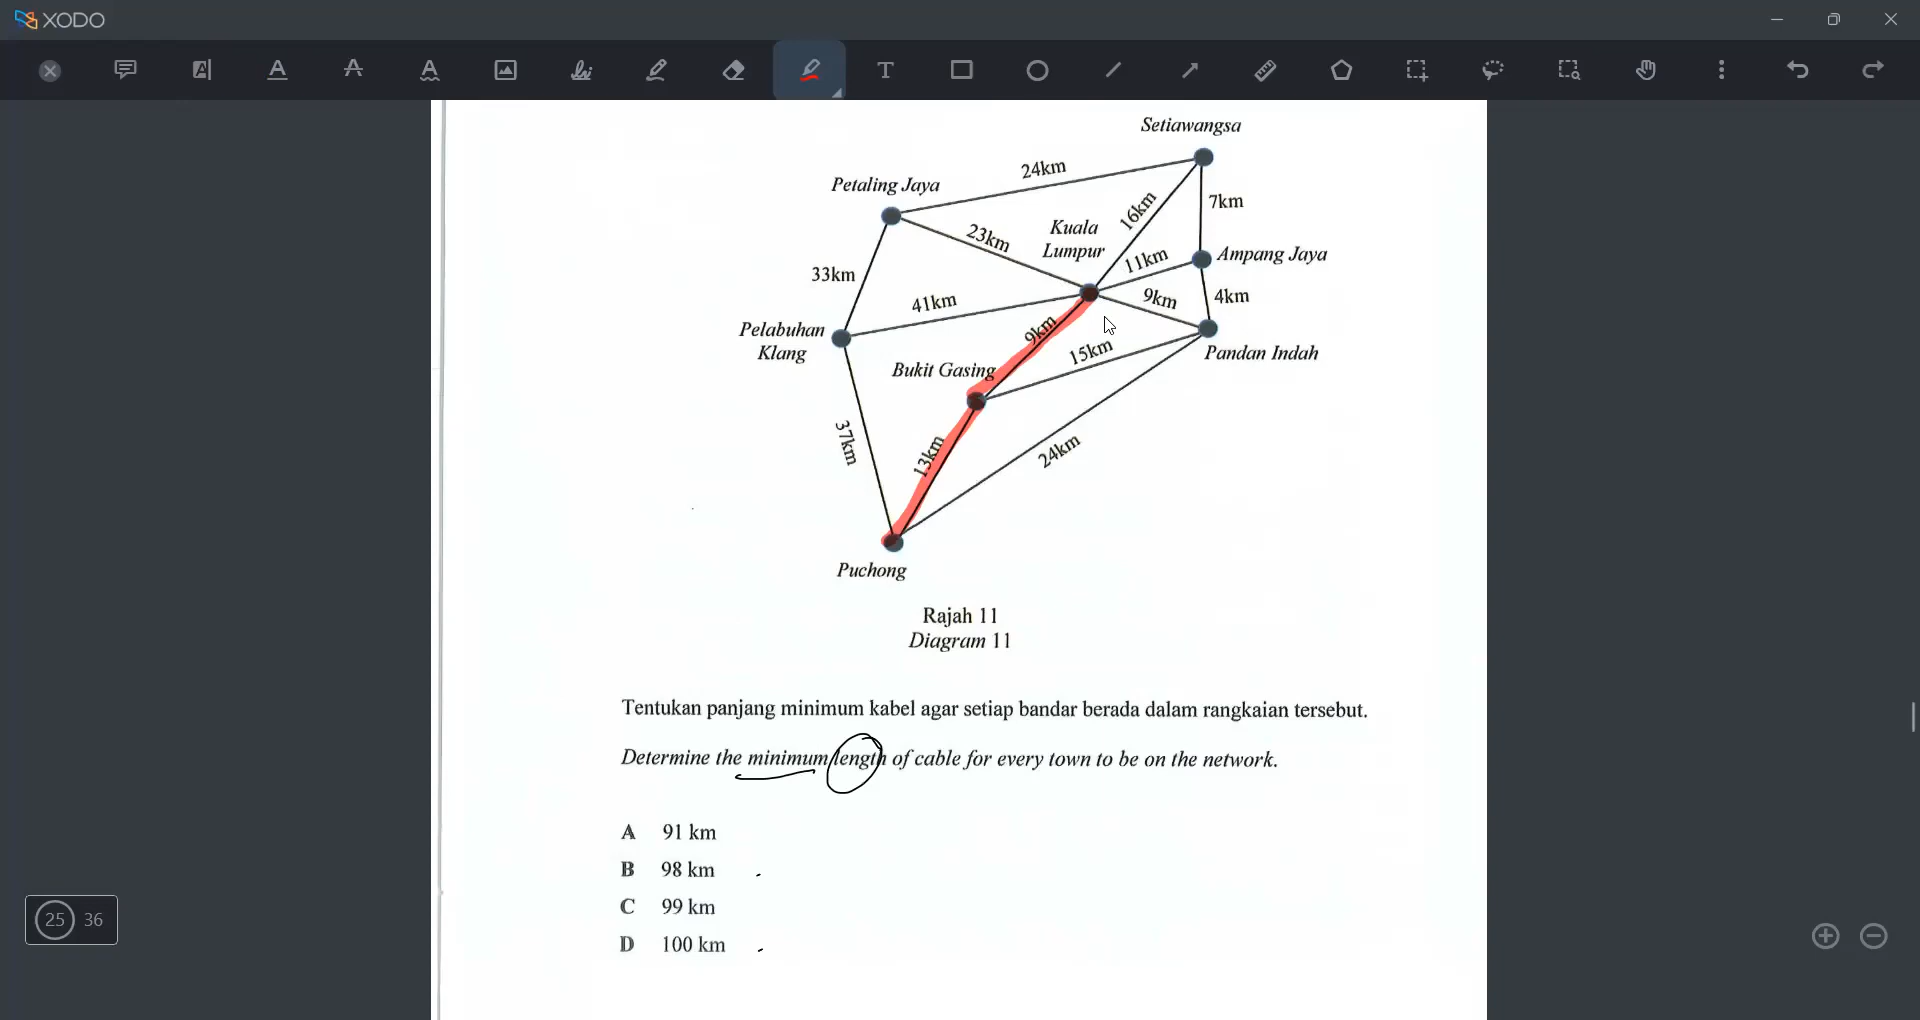 XODO
T
Setiawangsa
24km
Petaling Jaya
16km
7km
Kuala
Lumpur
23km
11km
Ampang Jaya
33km
41km
9km
4km
Pelabuhan
Klang
9km
15km
Pandan Indah
Bukit Gasing
37km
13km
24km
Puchong
Rajah 11
Diagram 11
Tentukan panjang minimum kabel agar setiap bandar berada dalam rangkaian tersebut.
Determine the minimum length of cable for every town to be on the network.
A 91 km
B 98 km
C 99 km
D 100 km
25 36